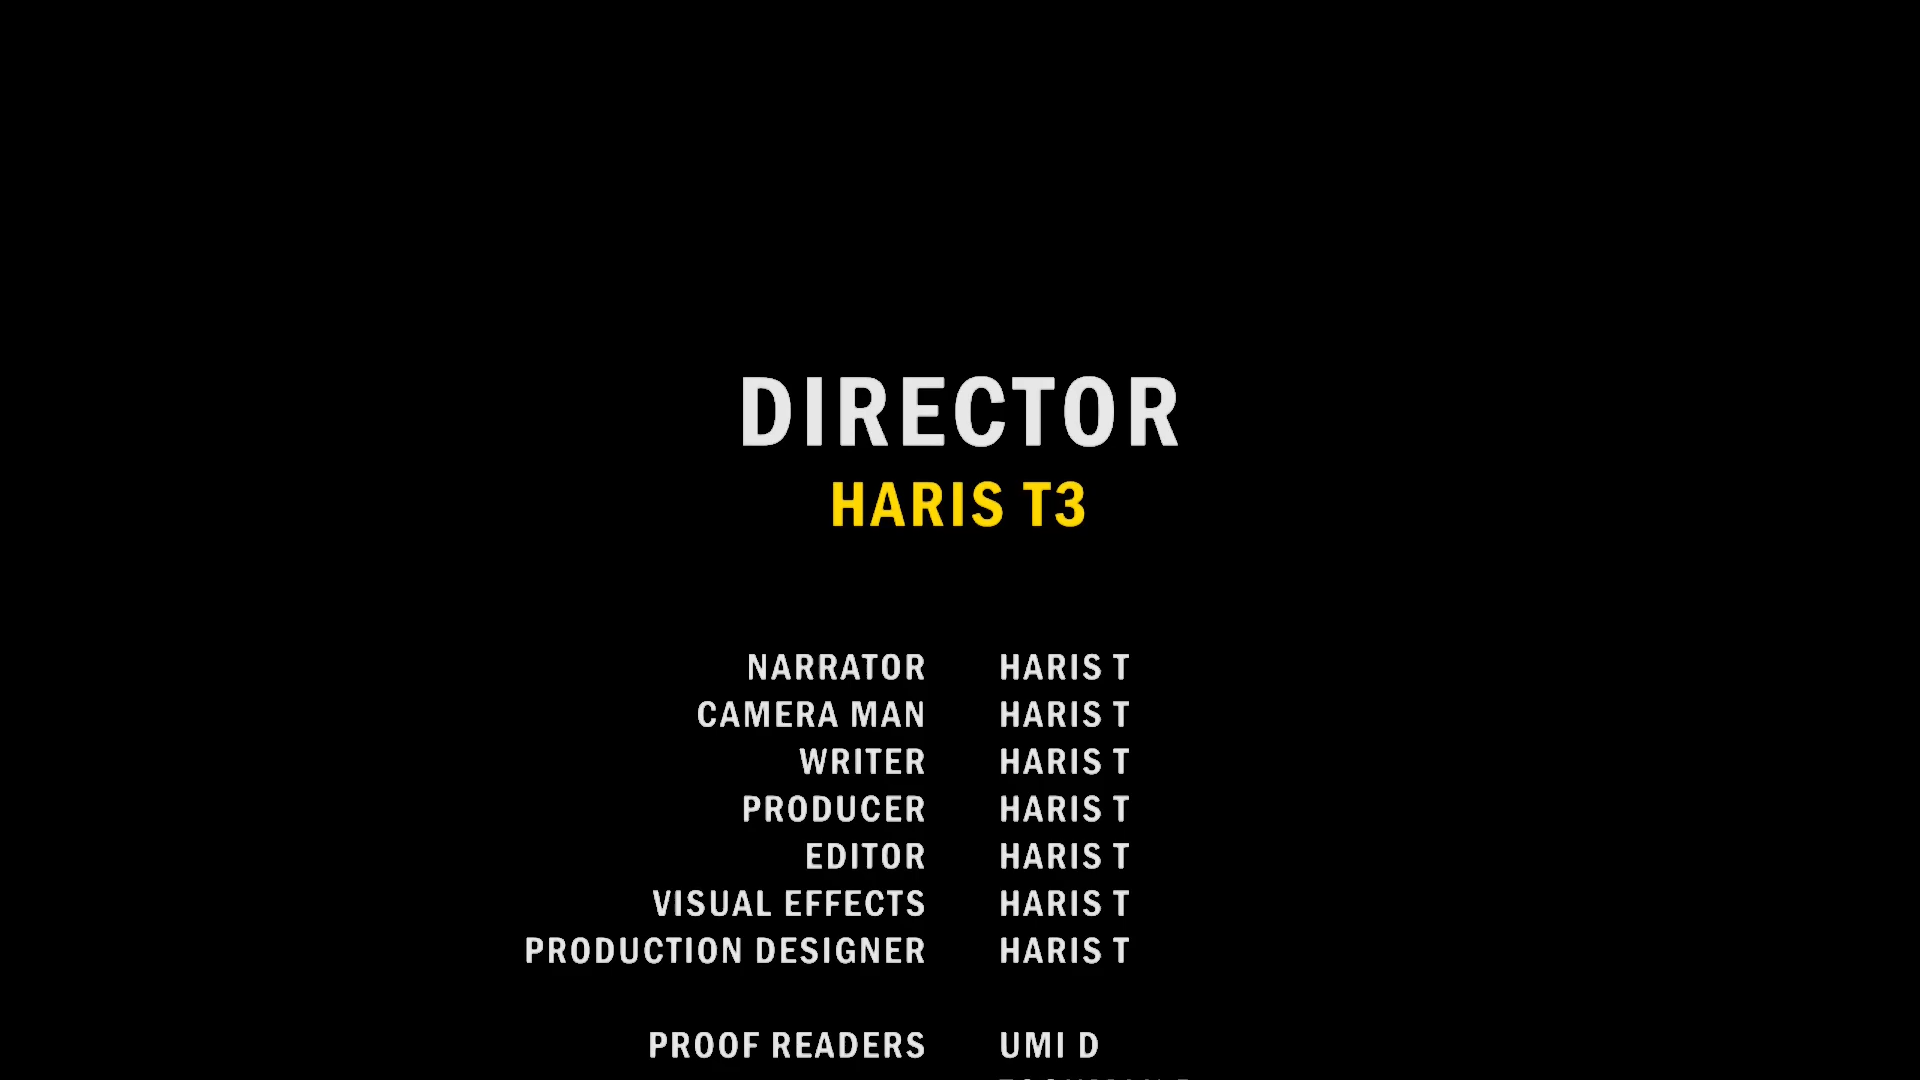 DIRECTOR
HARIS T3
NARRATOR HARIS T
CAMERA MAN HARIS T
WRITER HARIS T
PRODUCER HARIS T
EDITOR HARIS T
VISUAL EFFECTS HARIS T
PRODUCTION DESIGNER HARIS T
PROOF READERS UMI D